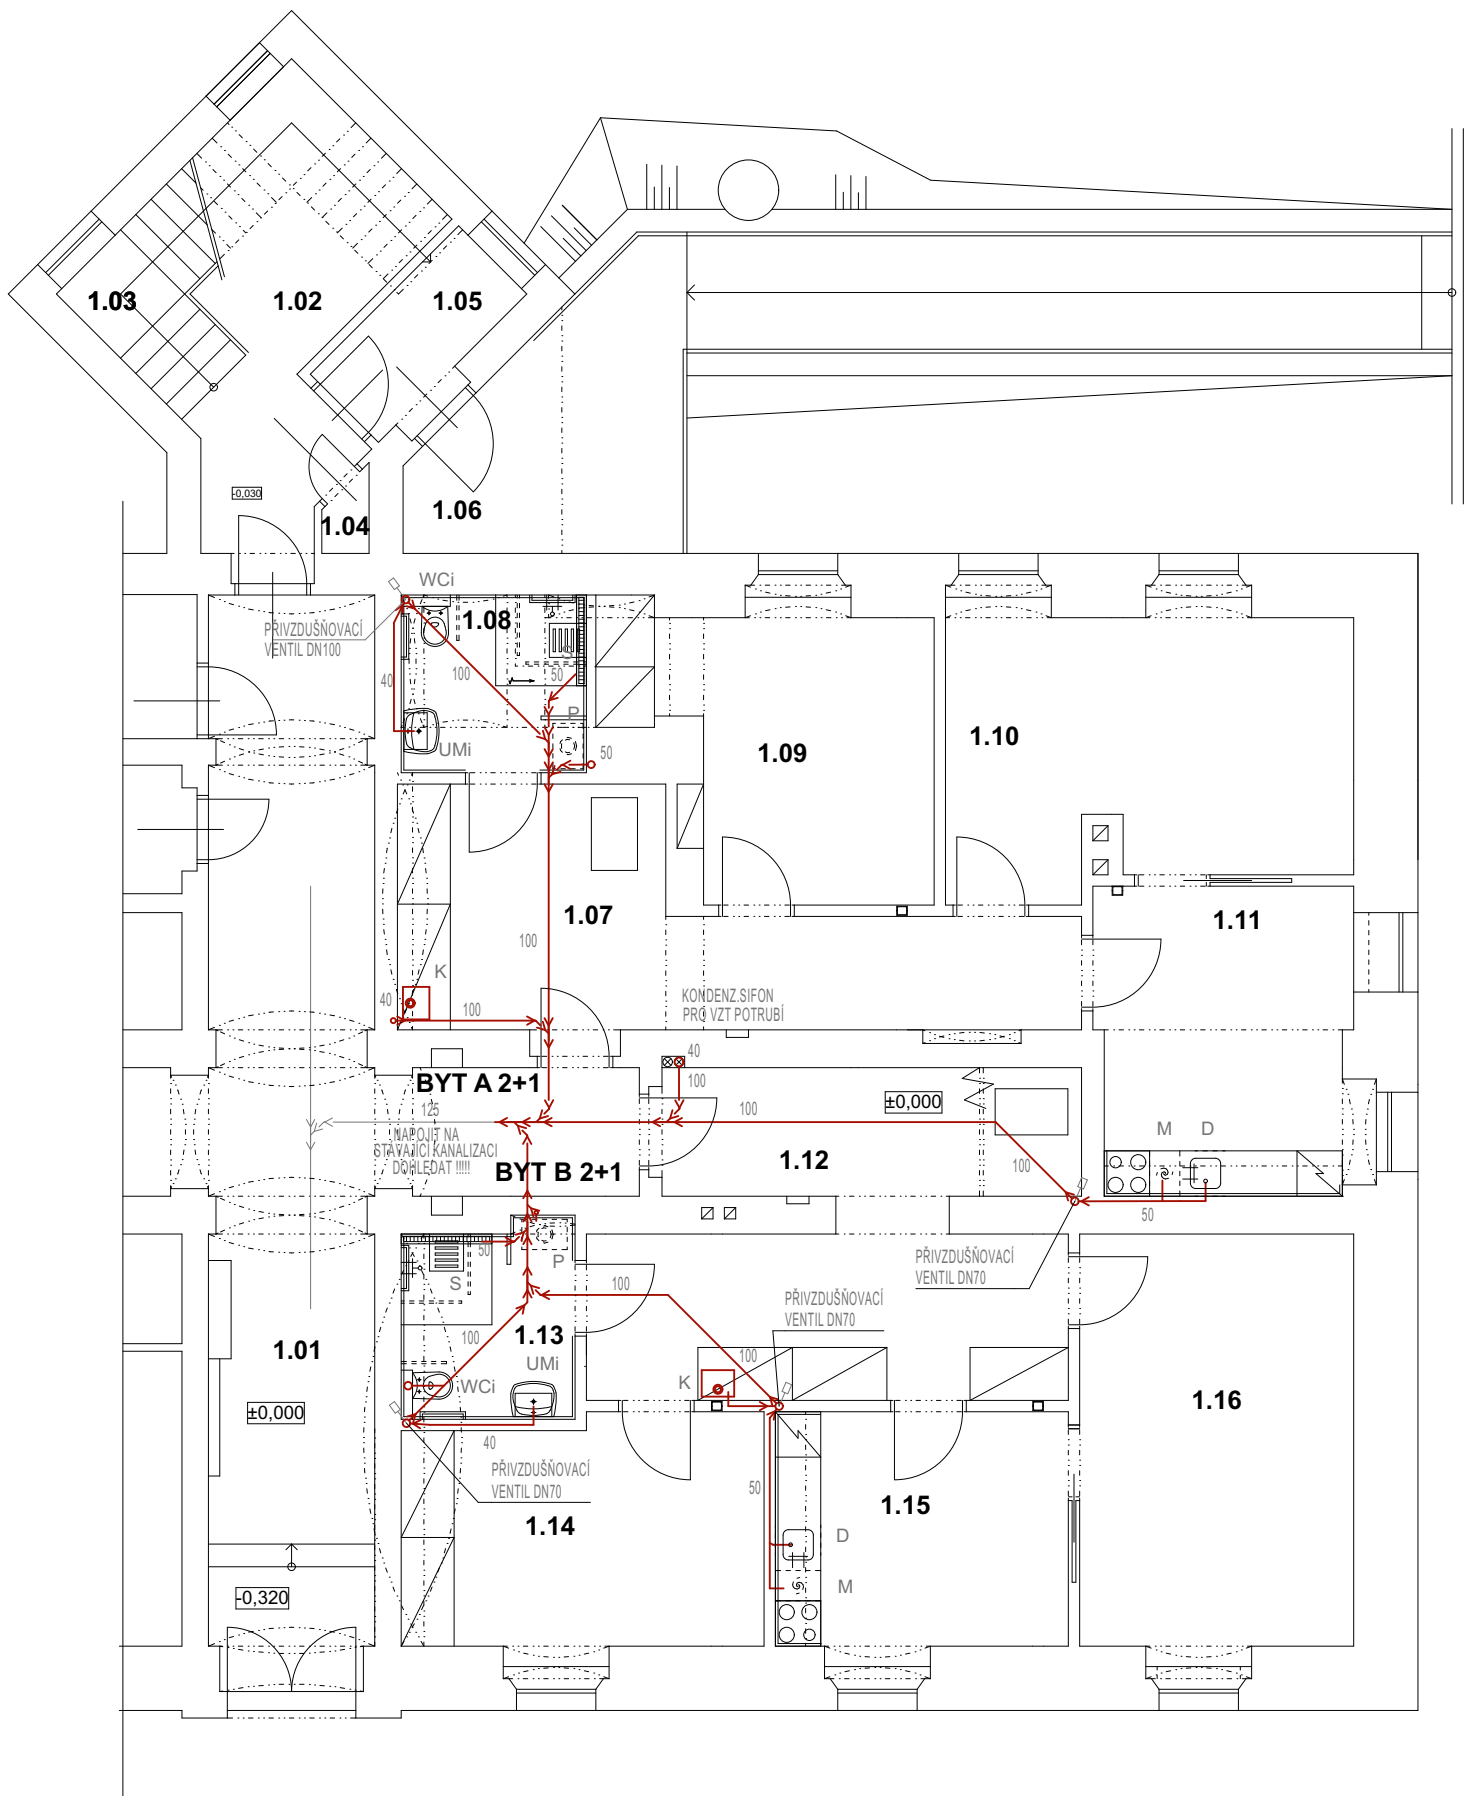 1.03
1.02
1.05
-0,030
1.04
1.06
WCi
1.08
PŘIVZDUŠŇOVACÍ
VENTIL DN100
40
100
50
S
P
UMi
50
1.09
1.10
1.07
1.11
100
K
40
100
KONDENZ.SIFON
PRO VZT POTRUBÍ
40
100
BYT A 2+1
125
100
±0,000
NAPOJIT NA
STÁVAJÍCÍ KANALIZACI
DOHLEDAT !!!!!
BYT B 2+1
1.12
M
D
100
50
50
P
S
PŘIVZDUŠŇOVACÍ
VENTIL DN70
100
PŘIVZDUŠŇOVACÍ
VENTIL DN70
1.01
100
1.13
UMi
WCi
100
K
1.16
±0,000
40
PŘIVZDUŠŇOVACÍ
VENTIL DN70
50
1.14
1.15
D
M
-0,320